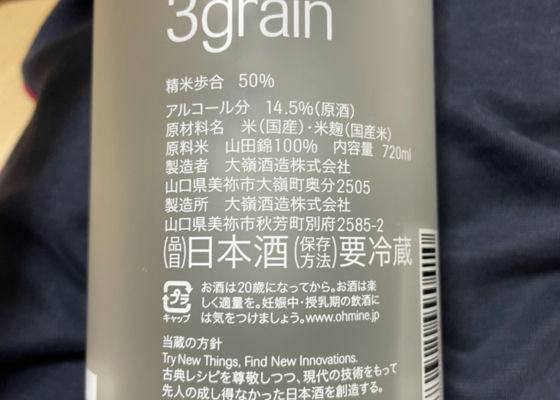 3grain
精米歩合 50%
アルコール分 14.5%(原酒)
原材料名 米(国産)・米麹(国産米)
原料米 山田錦100% 内容量 720ml
製造者 大嶺酒造株式会社
山口県美祢市大嶺町奥分2505
製造所 大嶺酒造株式会社
山口県美祢市秋芳町別府2585-2
(品目)日本酒(保存方法)要冷蔵
プラ
キャップ
お酒は20歳になってから。お酒は楽
しく適量を。妊娠中・授乳期の飲酒に
は気をつけましょう。www.ohmine.jp
当蔵の方針
Try New Things, Find New Innovations.
古典レシピを尊敬しつつ、現代の技術をもって
先人の成し得なかった日本酒を創造する。